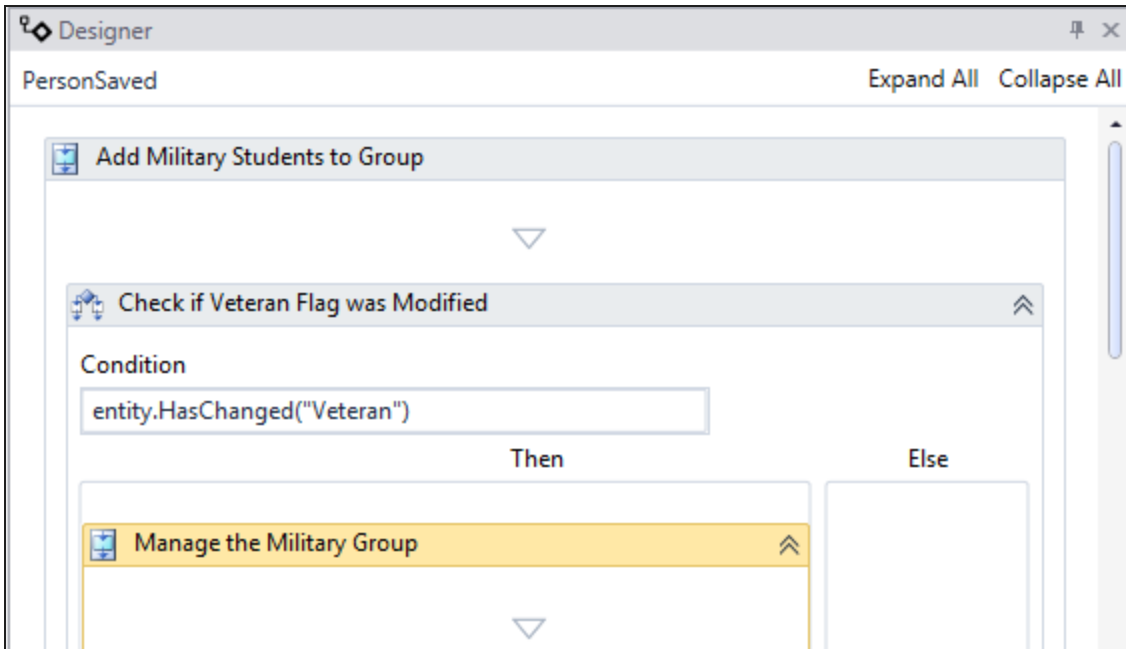 Designer
PersonSaved Expand All Collapse All
Add Military Students to Group
Check if Veteran Flag was Modified
Condition
entity.HasChanged("Veteran")
Then Else
Manage the Military Group